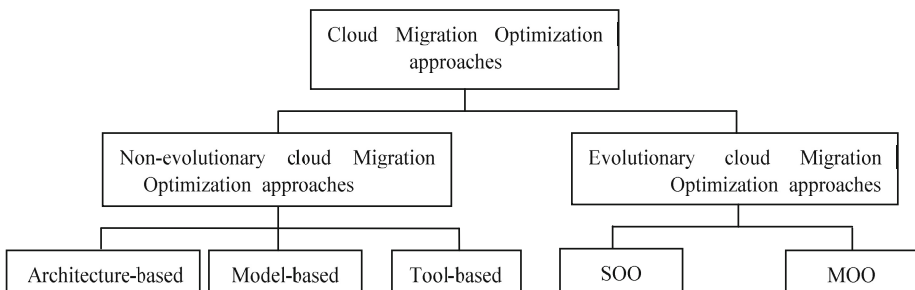 Cloud Migration Optimization
approaches
Non-evolutionary cloud Migration
Optimization approaches
Evolutionary cloud Migration
Optimization approaches
Architecture-based
Model-based
Tool-based
SOO
MOO